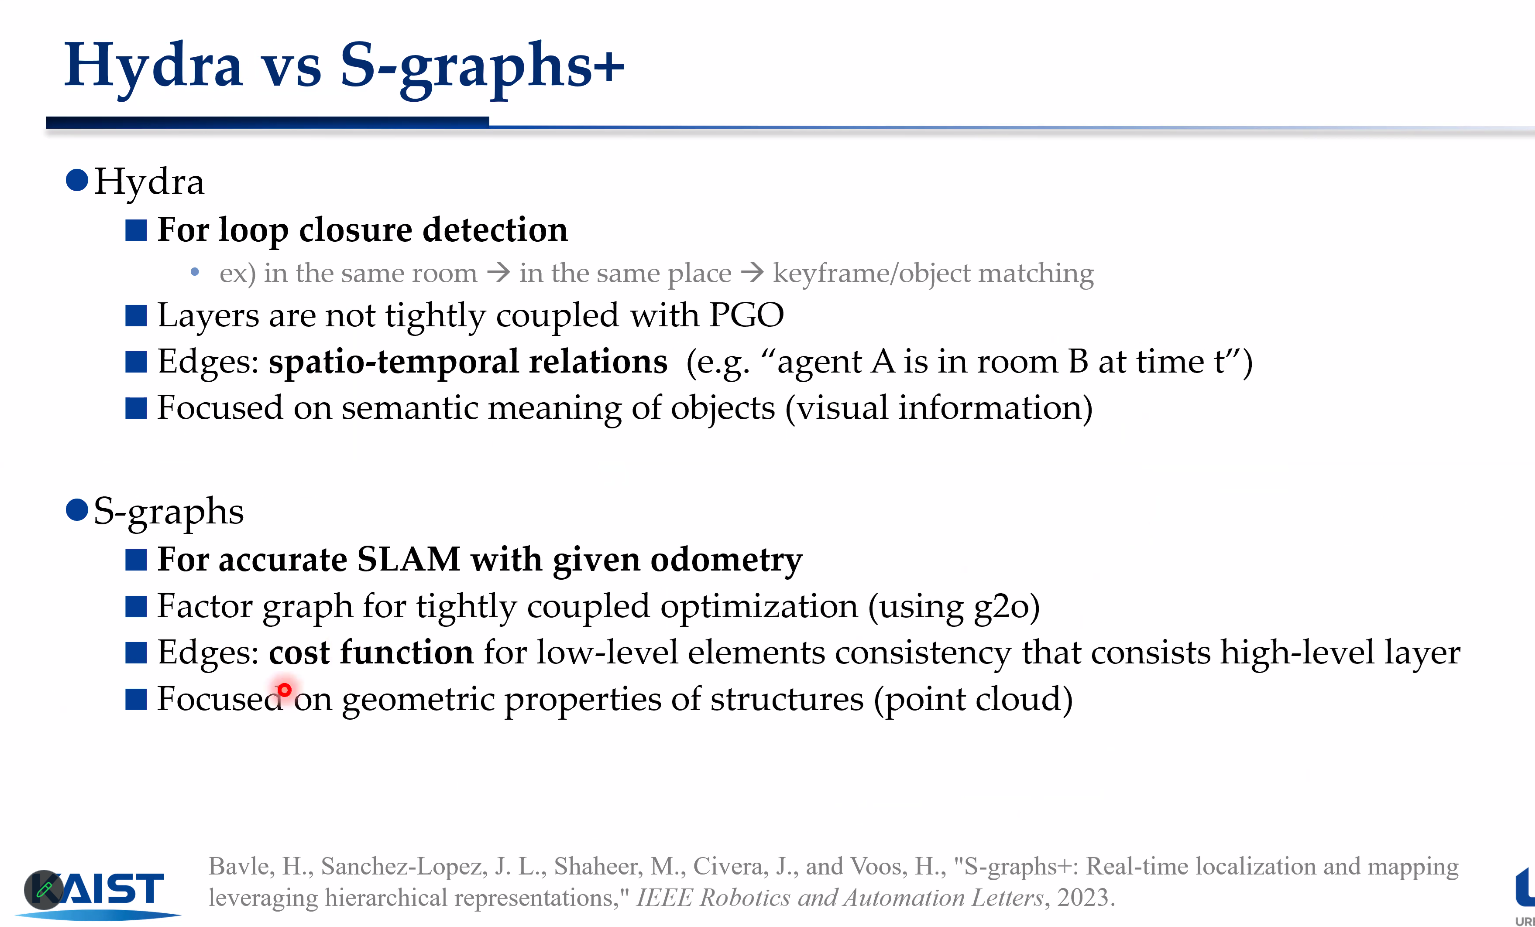 Hydra vs S-graphs+
Hydra
For loop closure detection
ex) in the same room → in the same place → keyframe/object matching
Layers are not tightly coupled with PGO
Edges: spatio-temporal relations (e.g. “agent A is in room B at time t”)
Focused on semantic meaning of objects (visual information)
S-graphs
For accurate SLAM with given odometry
Factor graph for tightly coupled optimization (using g2o)
Edges: cost function for low-level elements consistency that consists high-level layer
Focused on geometric properties of structures (point cloud)
Bavle, H., Sanchez-Lopez, J. L., Shaheer, M., Civera, J., and Voos, H., "S-graphs+: Real-time localization and mapping
leveraging hierarchical representations," IEEE Robotics and Automation Letters, 2023.
KAIST